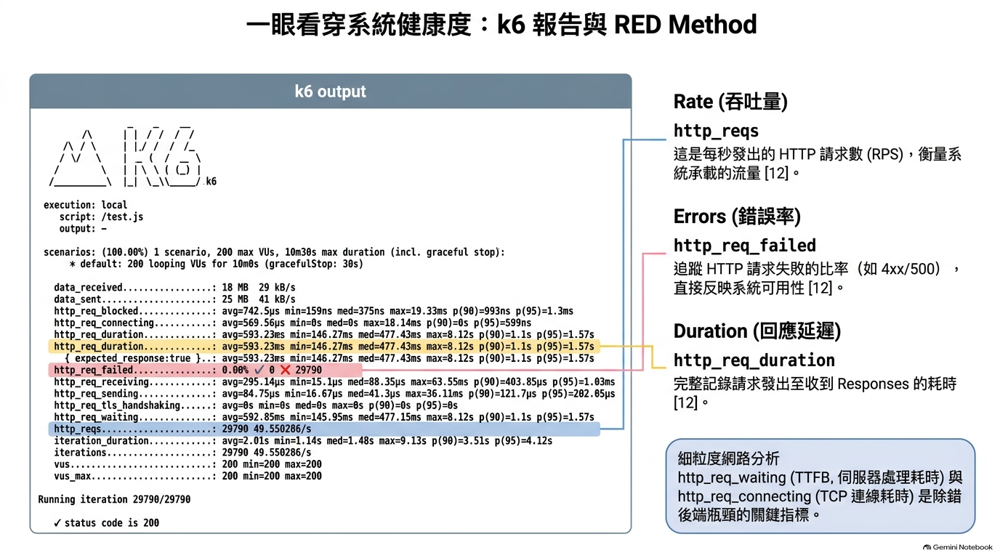 一眼看穿系統健康度：k6 報告與 RED Method
k6 output
k6
execution: local
script: /test.js
output: –
scenarios: (100.00%) 1 scenario, 200 max VUs, 10m30s max duration (incl. graceful stop):
* default: 200 looping VUs for 10m0s (gracefulStop: 30s)
data_received..................: 18 MB 29 kB/s
data_sent......................: 25 MB 41 kB/s
http_req_blocked...............: avg=742.5µs min=159ns med=375ns max=19.33ms p(90)=993ns p(95)=1.3ms
http_req_connecting............: avg=569.56µs min=0s med=0s max=18.14ms p(90)=0s p(95)=599ns
http_req_duration..............: avg=593.23ms min=146.27ms med=477.43ms max=8.12s p(90)=1.1s p(95)=1.57s
http_req_duration..............: avg=593.23ms min=146.27ms med=477.43ms max=8.12s p(90)=1.1s p(95)=1.57s
{ expected_response:true }..: avg=593.23ms min=146.27ms med=477.43ms max=8.12s p(90)=1.1s p(95)=1.57s
http_req_failed................: 0.00% ✓ 0 ❌ 29790
http_req_receiving.............: avg=295.14µs min=15.1µs med=88.35µs max=63.55ms p(90)=403.85µs p(95)=1.03ms
http_req_sending...............: avg=84.75µs min=16.67µs med=41.3µs max=36.11ms p(90)=121.7µs p(95)=202.05µs
http_req_tls_handshaking.......: avg=0s min=0s med=0s max=0s p(90)=0s p(95)=0s
http_req_waiting...............: avg=592.85ms min=145.95ms med=477.15ms max=8.12s p(90)=1.1s p(95)=1.57s
http_reqs......................: 29790 49.550286/s
iteration_duration.............: avg=2.01s min=1.14s med=1.48s max=9.13s p(90)=3.51s p(95)=4.12s
iterations.....................: 29790 49.550286/s
vus............................: 200 min=200 max=200
vus_max........................: 200 min=200 max=200
Running iteration 29790/29790
✓ status code is 200
Rate (吞吐量)
http_reqs
這是每秒發出的 HTTP 請求數 (RPS)，衡量系
統承載的流量 [12]。
Errors (錯誤率)
http_req_failed
追蹤 HTTP 請求失敗的比率（如 4xx/500），
直接反映系統可用性 [12]。
Duration (回應延遲)
http_req_duration
完整記錄請求發出至收到 Responses 的耗時
[12]。
細粒度網路分析
http_req_waiting (TTFB, 伺服器處理耗時) 與
http_req_connecting (TCP 連線耗時) 是除錯
後端瓶頸的關鍵指標。
Gemini Notebook